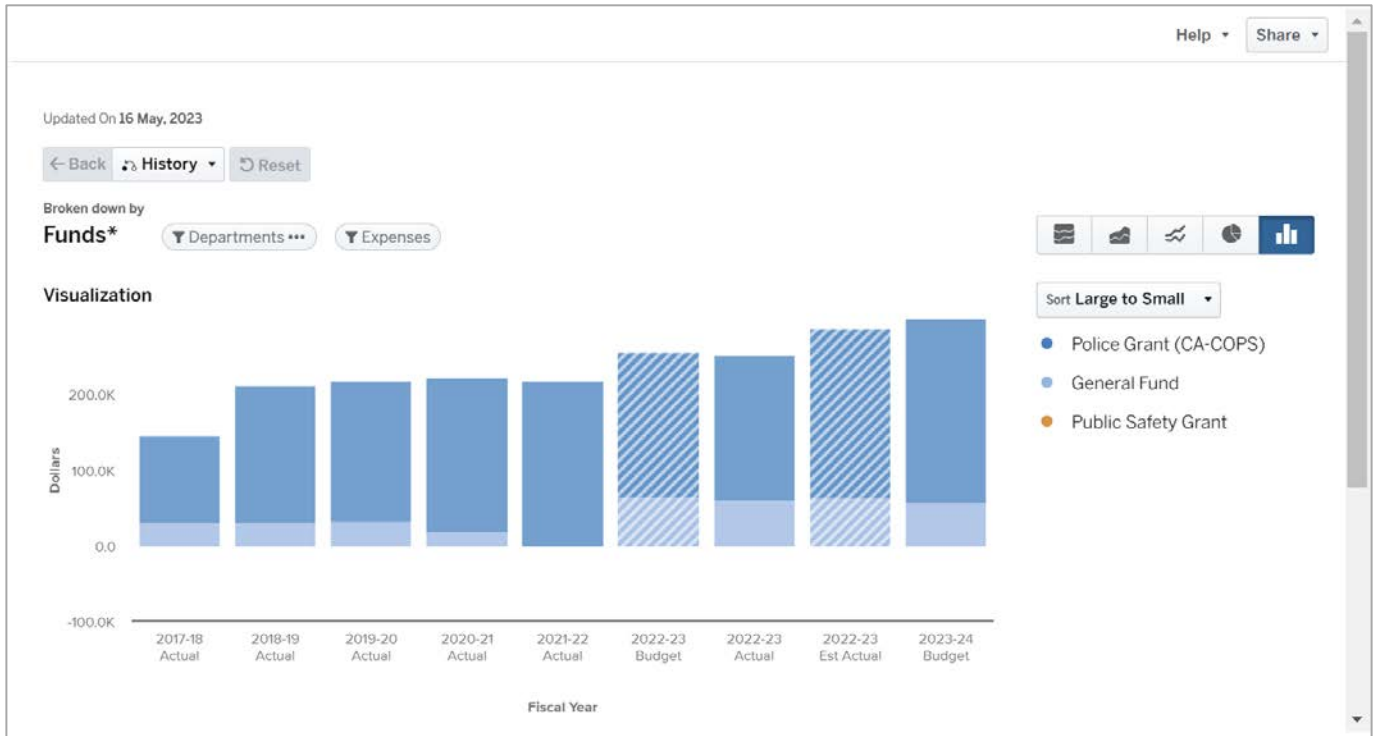 Help Share
Updated On 16 May, 2023
Back History Reset
Broken down by
Funds* Departments ••• Expenses
Visualization
Sort Large to Small
Police Grant (CA-COPS)
General Fund
Public Safety Grant
Dollars
200.0K
100.0K
0.0
-100.0K
2017-18 Actual
2018-19 Actual
2019-20 Actual
2020-21 Actual
2021-22 Actual
2022-23 Budget
2022-23 Actual
2022-23 Est Actual
2023-24 Budget
Fiscal Year